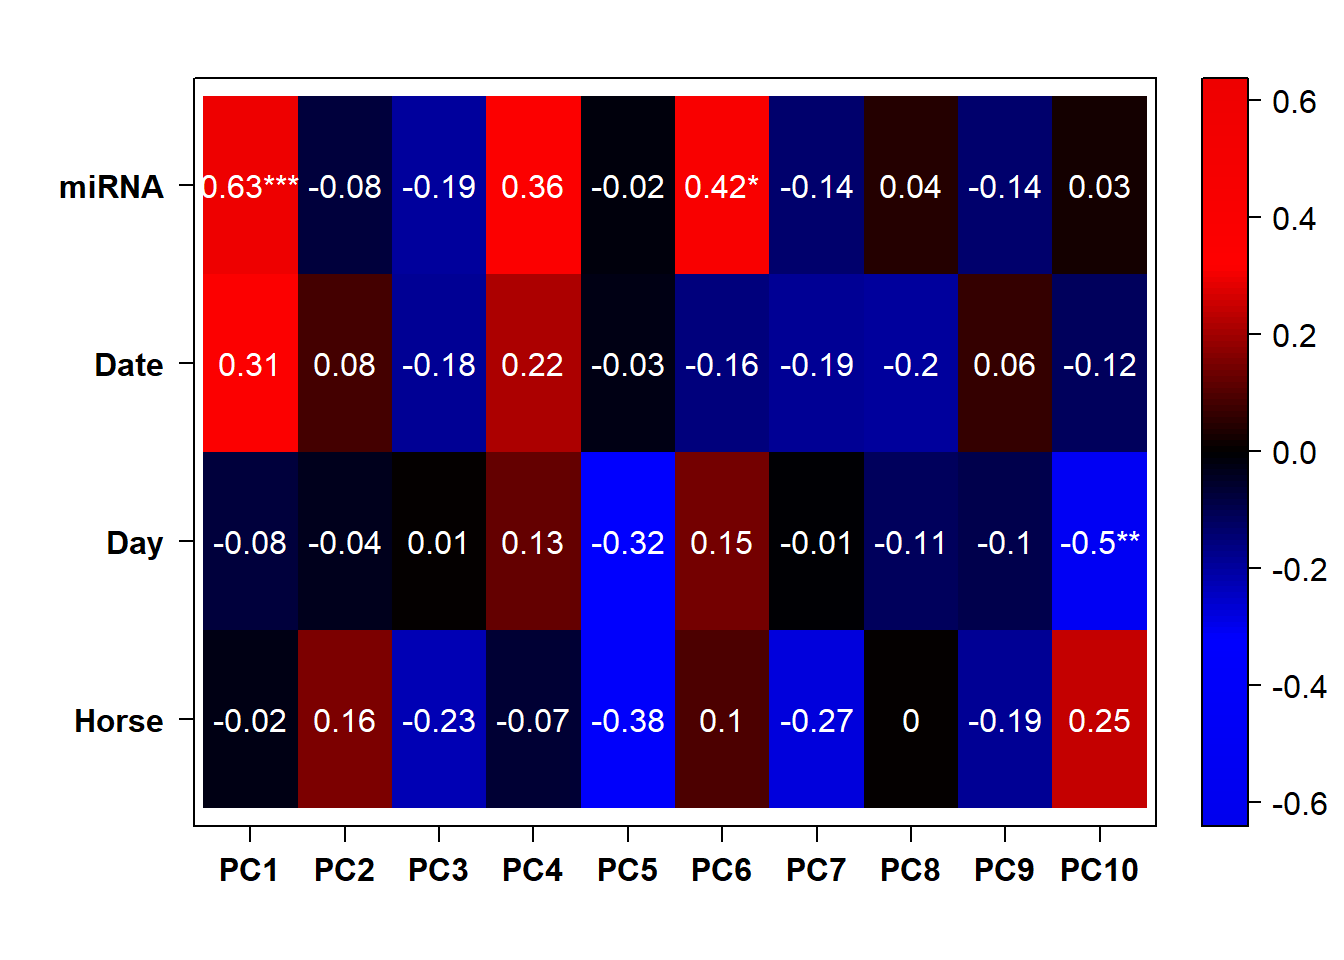 miRNA 0.63*** -0.08 -0.19 0.36 -0.02 0.42* -0.14 0.04 -0.14 0.03
Date 0.31 0.08 -0.18 0.22 -0.03 -0.16 -0.19 -0.2 0.06 -0.12
Day -0.08 -0.04 0.01 0.13 -0.32 0.15 -0.01 -0.11 -0.1 -0.5**
Horse -0.02 0.16 -0.23 -0.07 -0.38 0.1 -0.27 0 -0.19 0.25
PC1 PC2 PC3 PC4 PC5 PC6 PC7 PC8 PC9 PC10
0.6
0.4
0.2
0.0
-0.2
-0.4
-0.6